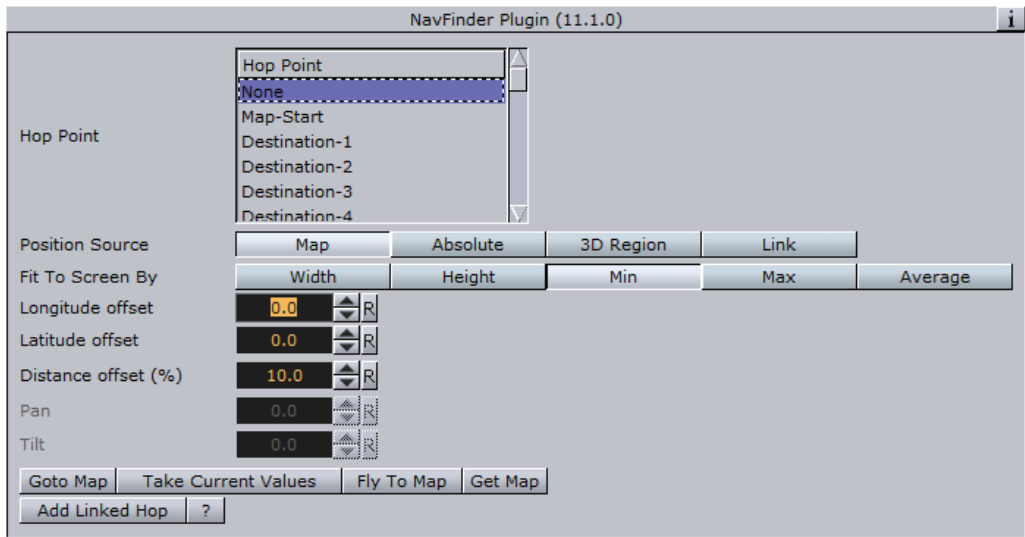 NavFinder Plugin (11.1.0) i
Hop Point
Hop Point
None
Map-Start
Destination-1
Destination-2
Destination-3
Destination-4
Position Source Map Absolute 3D Region Link
Fit To Screen By Width Height Min Max Average
Longitude offset 0.0 R
Latitude offset 0.0 R
Distance offset (%) 10.0 R
Pan 0.0 R
Tilt 0.0 R
Goto Map Take Current Values Fly To Map Get Map
Add Linked Hop ?